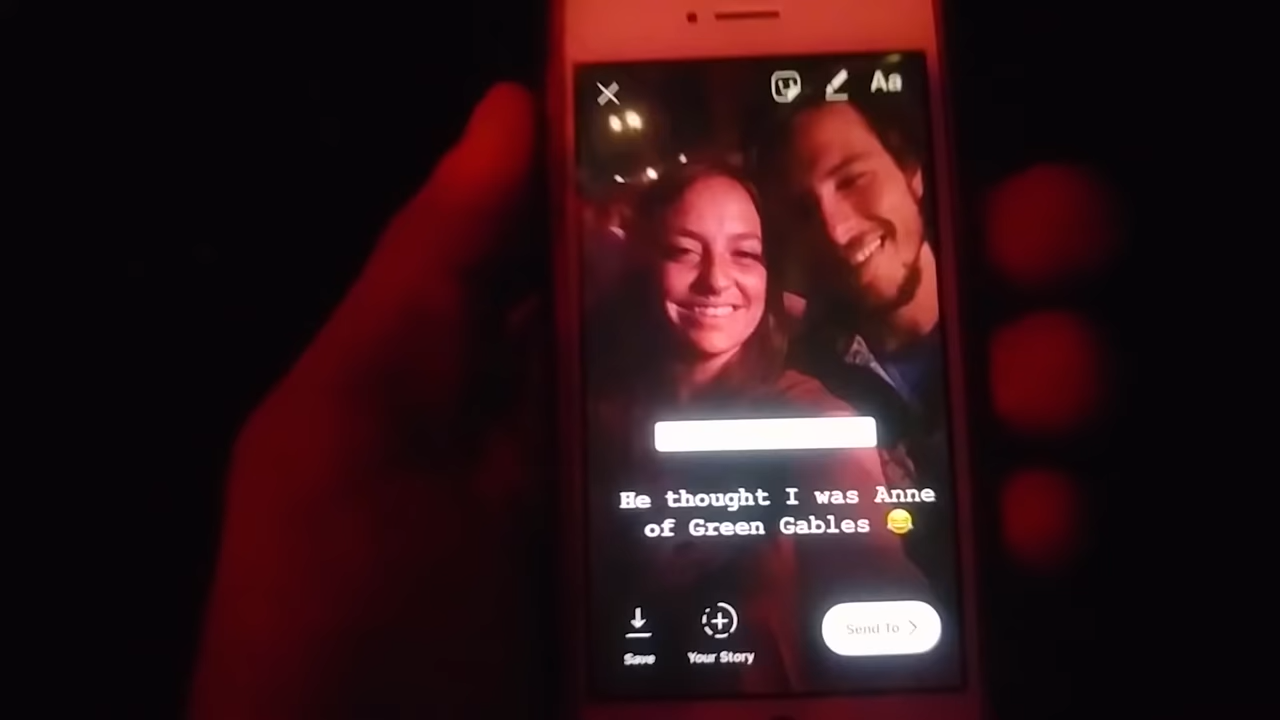 Aa
He thought I was Anne
of Green Gables 😂
Save
Your Story
Send To